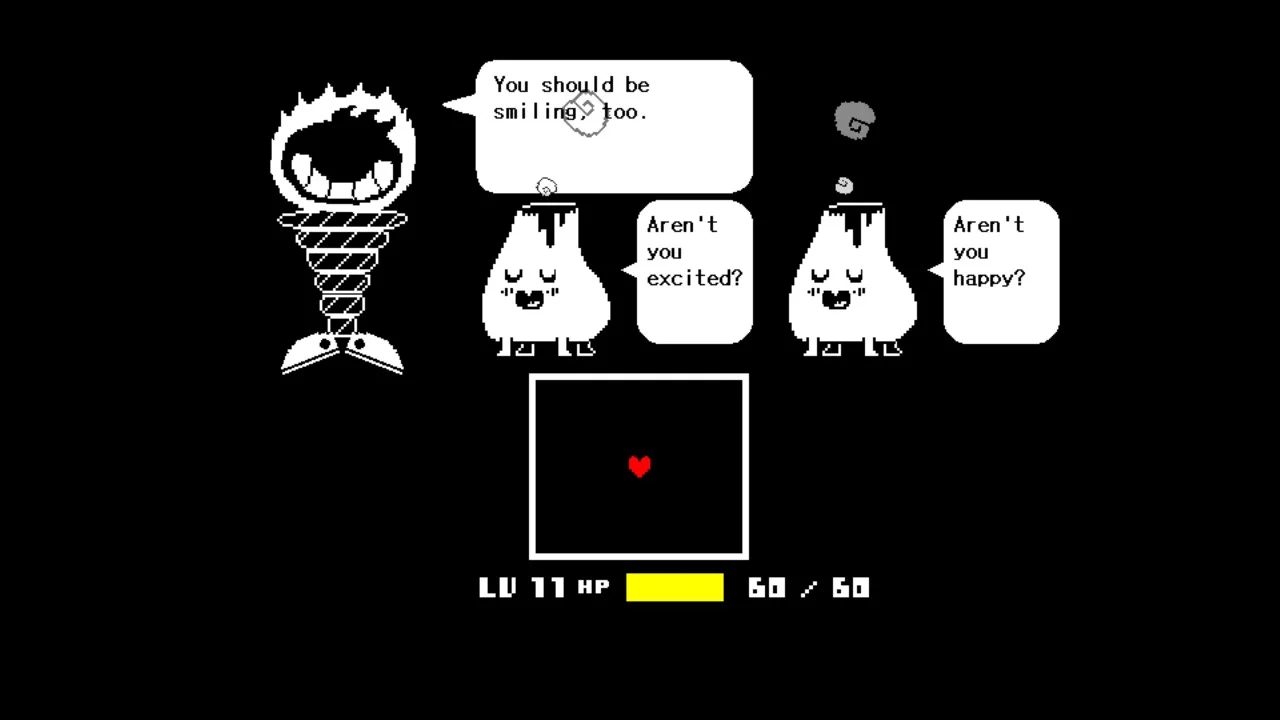 You should be
smiling, too.
Aren't
you
excited?
Aren't
you
happy?
LV 11 HP 60 / 60